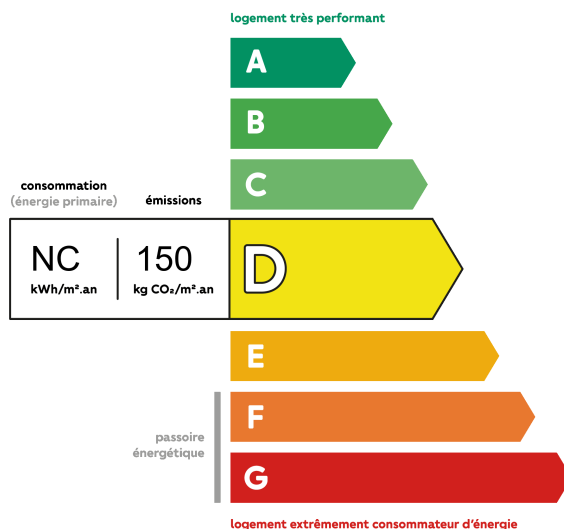 logement très performant
A
B
C
consommation
(énergie primaire)
émissions
NC
kWh/m².an
150
kg CO₂/m².an
D
E
passoire
énergétique
F
G
logement extrêmement consommateur d'énergie